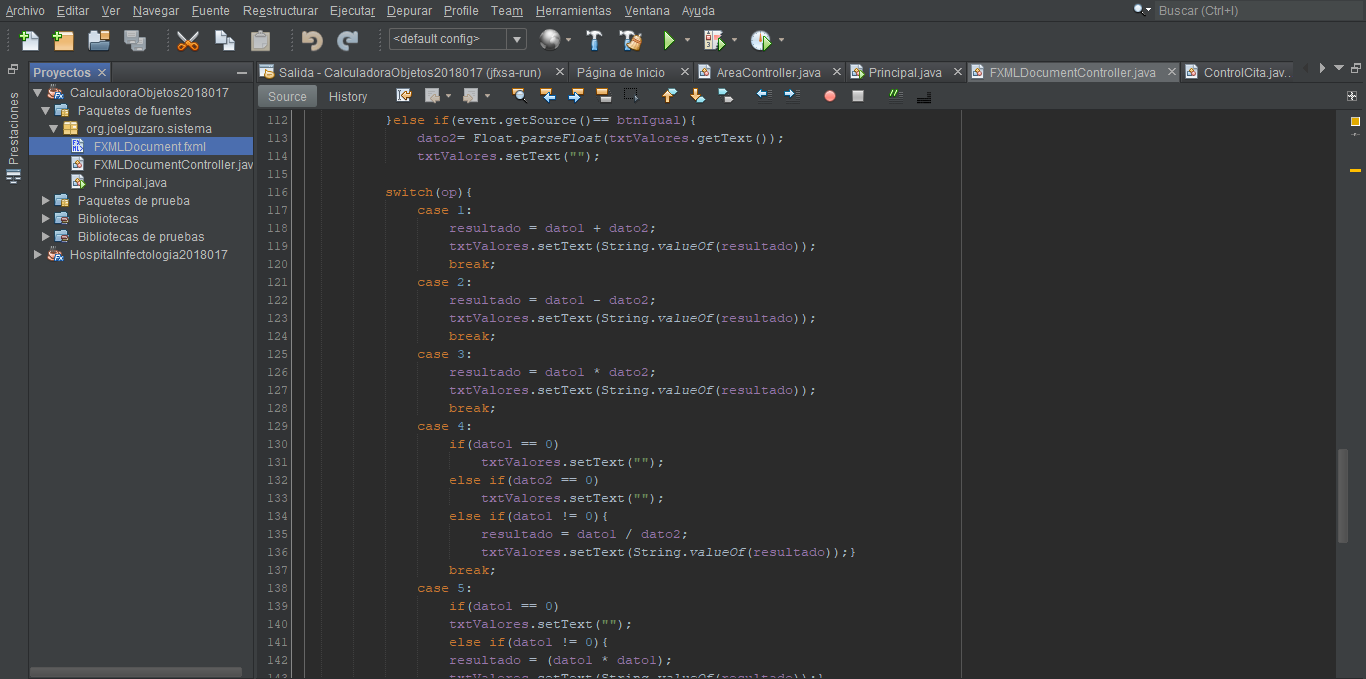 Archivo Editar Ver Navegar Fuente Reestructurar Ejecutar Depurar Profile Team Herramientas Ventana Ayuda Buscar (Ctrl+I)
<default config>
Proyectos
Salida - CalculadoraObjetos2018017 (jfxsa-run) Página de Inicio AreaController.java Principal.java FXMLDocumentController.java ControlCita.jav...
Source History
Prestaciones
CalculadoraObjetos2018017
Paquetes de fuentes
org.joelguzaro.sistema
FXMLDocument.fxml
FXMLDocumentController.jav
Principal.java
Paquetes de prueba
Bibliotecas
Bibliotecas de pruebas
HospitalInfectologia2018017
112 }else if(event.getSource()== btnIgual){
113 dato2= Float.parseFloat(txtValores.getText());
114 txtValores.setText("");
115
116 switch(op){
117 case 1:
118 resultado = dato1 + dato2;
119 txtValores.setText(String.valueOf(resultado));
120 break;
121 case 2:
122 resultado = dato1 - dato2;
123 txtValores.setText(String.valueOf(resultado));
124 break;
125 case 3:
126 resultado = dato1 * dato2;
127 txtValores.setText(String.valueOf(resultado));
128 break;
129 case 4:
130 if(dato1 == 0)
131 txtValores.setText("");
132 else if(dato2 == 0)
133 txtValores.setText("");
134 else if(dato1 != 0){
135 resultado = dato1 / dato2;
136 txtValores.setText(String.valueOf(resultado));}
137 break;
138 case 5:
139 if(dato1 == 0)
140 txtValores.setText("");
141 else if(dato1 != 0){
142 resultado = (dato1 * dato1);
143 txtValores.setText(String.valueOf(resultado));}